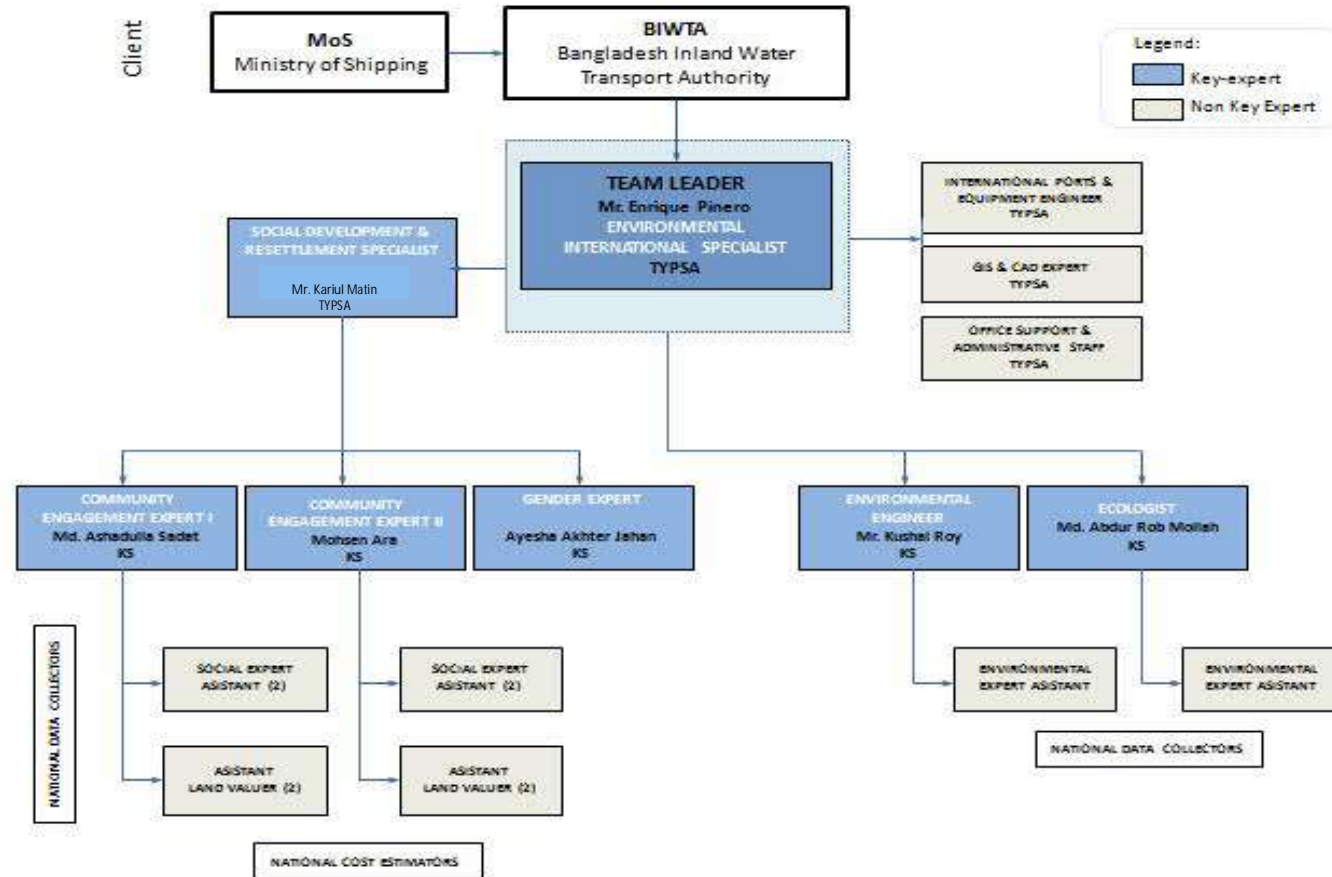 Client
MoS
Ministry of Shipping
BIWTA
Bangladesh Inland Water
Transport Authority
Legend:
Key-expert
Non Key Expert
TEAM LEADER
Mr. Enrique Pinero
ENVIRONMENTAL
INTERNATIONAL SPECIALIST
TYPSA
SOCIAL DEVELOPMENT &
RESETTLEMENT SPECIALIST
Mr. Kariul Matin
TYPSA
INTERNATIONAL PORTS &
EQUIPMENT ENGINEER
TYPSA
GIS & CAD EXPERT
TYPSA
OFFICE SUPPORT &
ADMINISTRATIVE STAFF
TYPSA
COMMUNITY
ENGAGEMENT EXPERT I
Md. Ashadulla Sadat
KS
COMMUNITY
ENGAGEMENT EXPERT II
Mohsen Ara
KS
GENDER EXPERT
Ayesha Akhter Jahan
KS
ENVIRONMENTAL
ENGINEER
Mr. Kushal Roy
KS
ECOLOGIST
Md. Abdur Rob Mollah
KS
NATIONAL DATA COLLECTORS
SOCIAL EXPERT
ASISTANT (2)
SOCIAL EXPERT
ASISTANT (2)
ENVIRONMENTAL
EXPERT ASISTANT
ENVIRONMENTAL
EXPERT ASISTANT
ASISTANT
LAND VALUER (2)
ASISTANT
LAND VALUER (2)
NATIONAL DATA COLLECTORS
NATIONAL COST ESTIMATORS